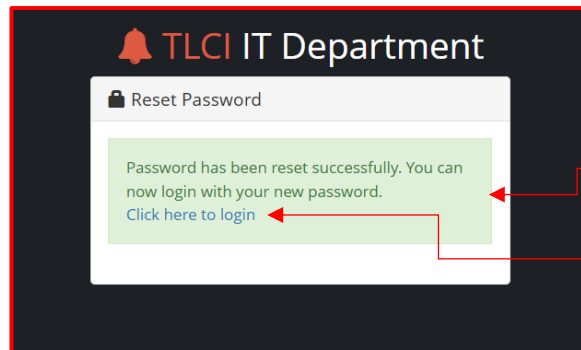 TLCI IT Department
Reset Password
Password has been reset successfully. You can
now login with your new password.
Click here to login